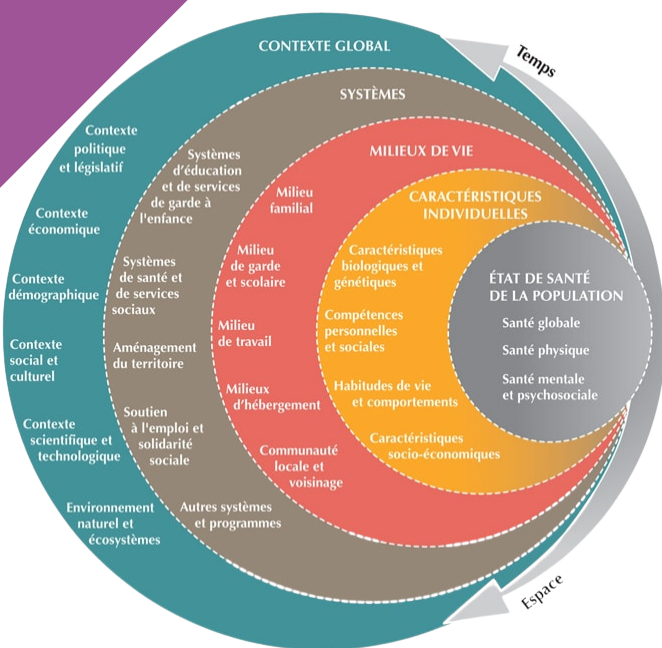 CONTEXTE GLOBAL
Temps
SYSTÈMES
MILIEUX DE VIE
CARACTÉRISTIQUES
INDIVIDUELLES
ÉTAT DE SANTÉ
DE LA POPULATION
Santé globale
Santé physique
Santé mentale
et psychosociale
Contexte
politique
et législatif
Contexte
économique
Contexte
démographique
Contexte
social et
culturel
Contexte
scientifique et
technologique
Environnement
naturel et
écosystèmes
Systèmes
d'éducation
et de services
de garde à
l'enfance
Systèmes
de santé et
de services
sociaux
Aménagement
du territoire
Soutien
à l'emploi et
solidarité
sociale
Autres systèmes
et programmes
Milieu
familial
Milieu
de garde
et scolaire
Milieu
de travail
Milieux
d'hébergement
Communauté
locale et
voisinage
Caractéristiques
biologiques et
génétiques
Compétences
personnelles
et sociales
Habitudes de vie
et comportements
Caractéristiques
socio-économiques
Espace